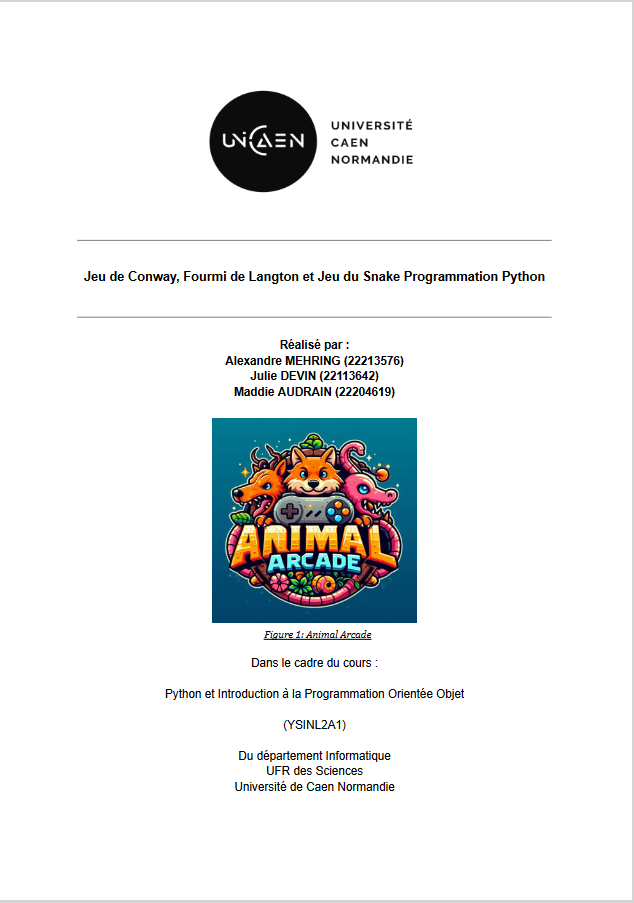 UNICAEN
UNIVERSITÉ
CAEN
NORMANDIE
Jeu de Conway, Fourmi de Langton et Jeu du Snake Programmation Python
Réalisé par :
Alexandre MEHRING (22213576)
Julie DEVIN (22113642)
Maddie AUDRAIN (22204619)
ANIMAL
ARCADE
Figure 1: Animal Arcade
Dans le cadre du cours :
Python et Introduction à la Programmation Orientée Objet
(YSINL2A1)
Du département Informatique
UFR des Sciences
Université de Caen Normandie